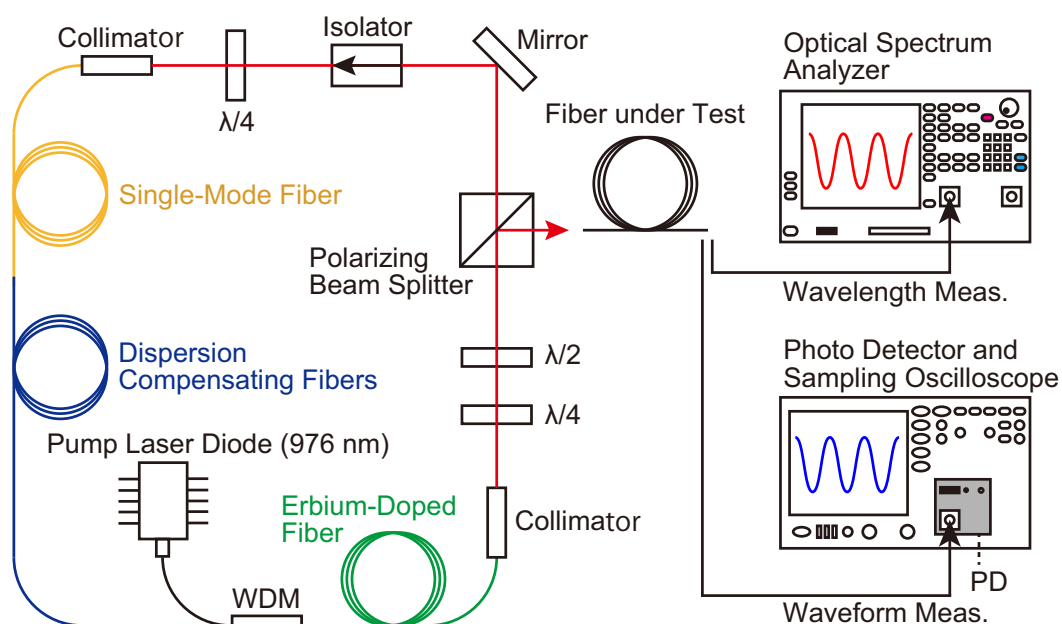 Collimator
Isolator
Mirror
λ/4
Optical Spectrum
Analyzer
Fiber under Test
Single-Mode Fiber
Polarizing
Beam Splitter
Wavelength Meas.
Dispersion
Compensating Fibers
λ/2
λ/4
Photo Detector and
Sampling Oscilloscope
Pump Laser Diode (976 nm)
Erbium-Doped
Fiber
Collimator
WDM
PD
Waveform Meas.